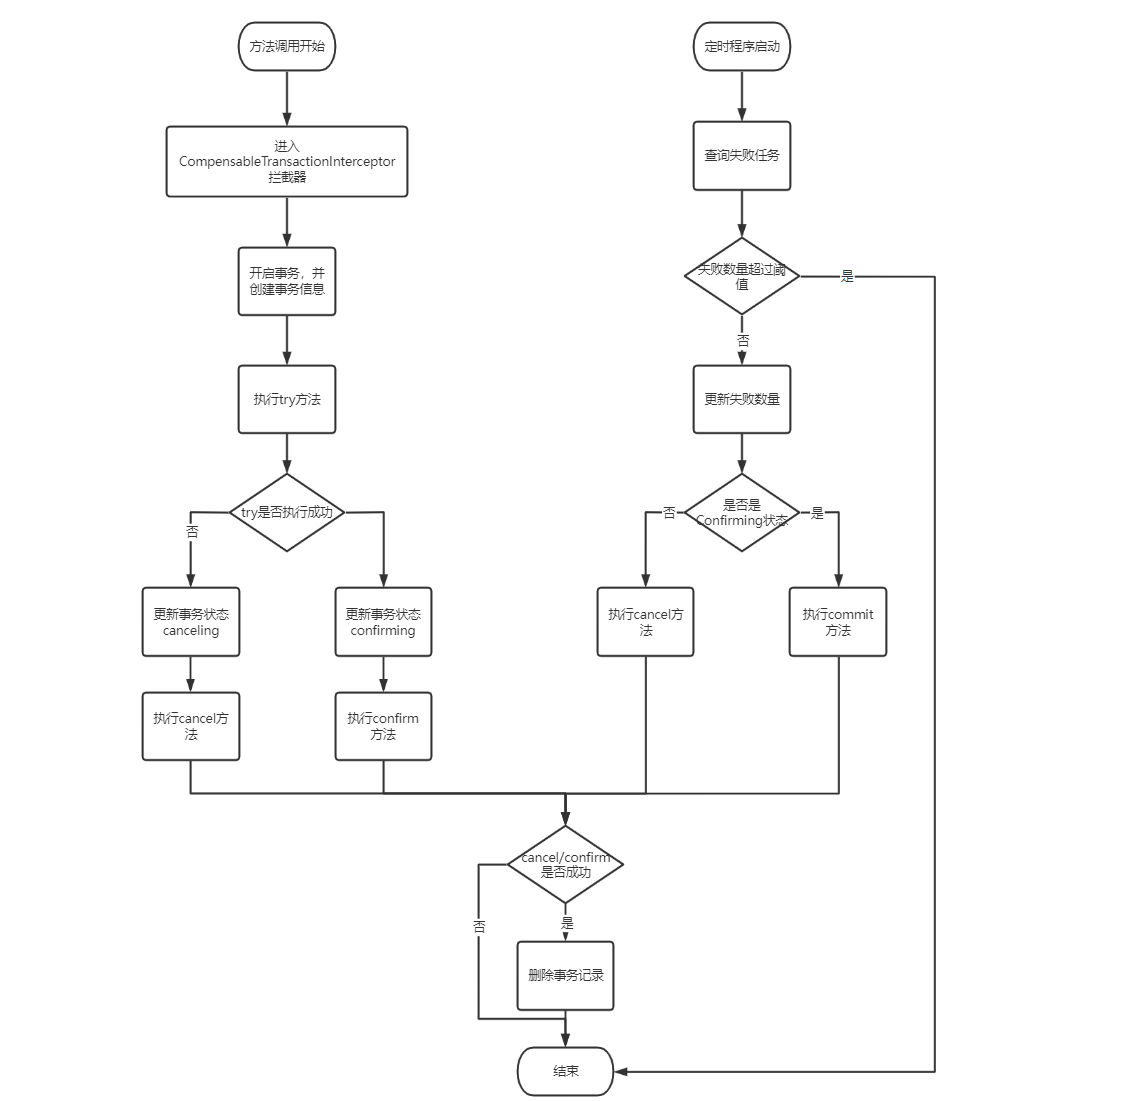 方法调用开始
进入
CompensableTransactionInterceptor
拦截器
开启事务，并
创建事务信息
执行try方法
try是否执行成功
否
更新事务状态
canceling
更新事务状态
confirming
执行cancel方
法
执行confirm
方法
定时程序启动
查询失败任务
失败数量超过阈
值
是
否
更新失败数量
是否是
Confirming状态
否
是
执行cancel方
法
执行commit
方法
cancel/confirm
是否成功
否
是
删除事务记录
结束